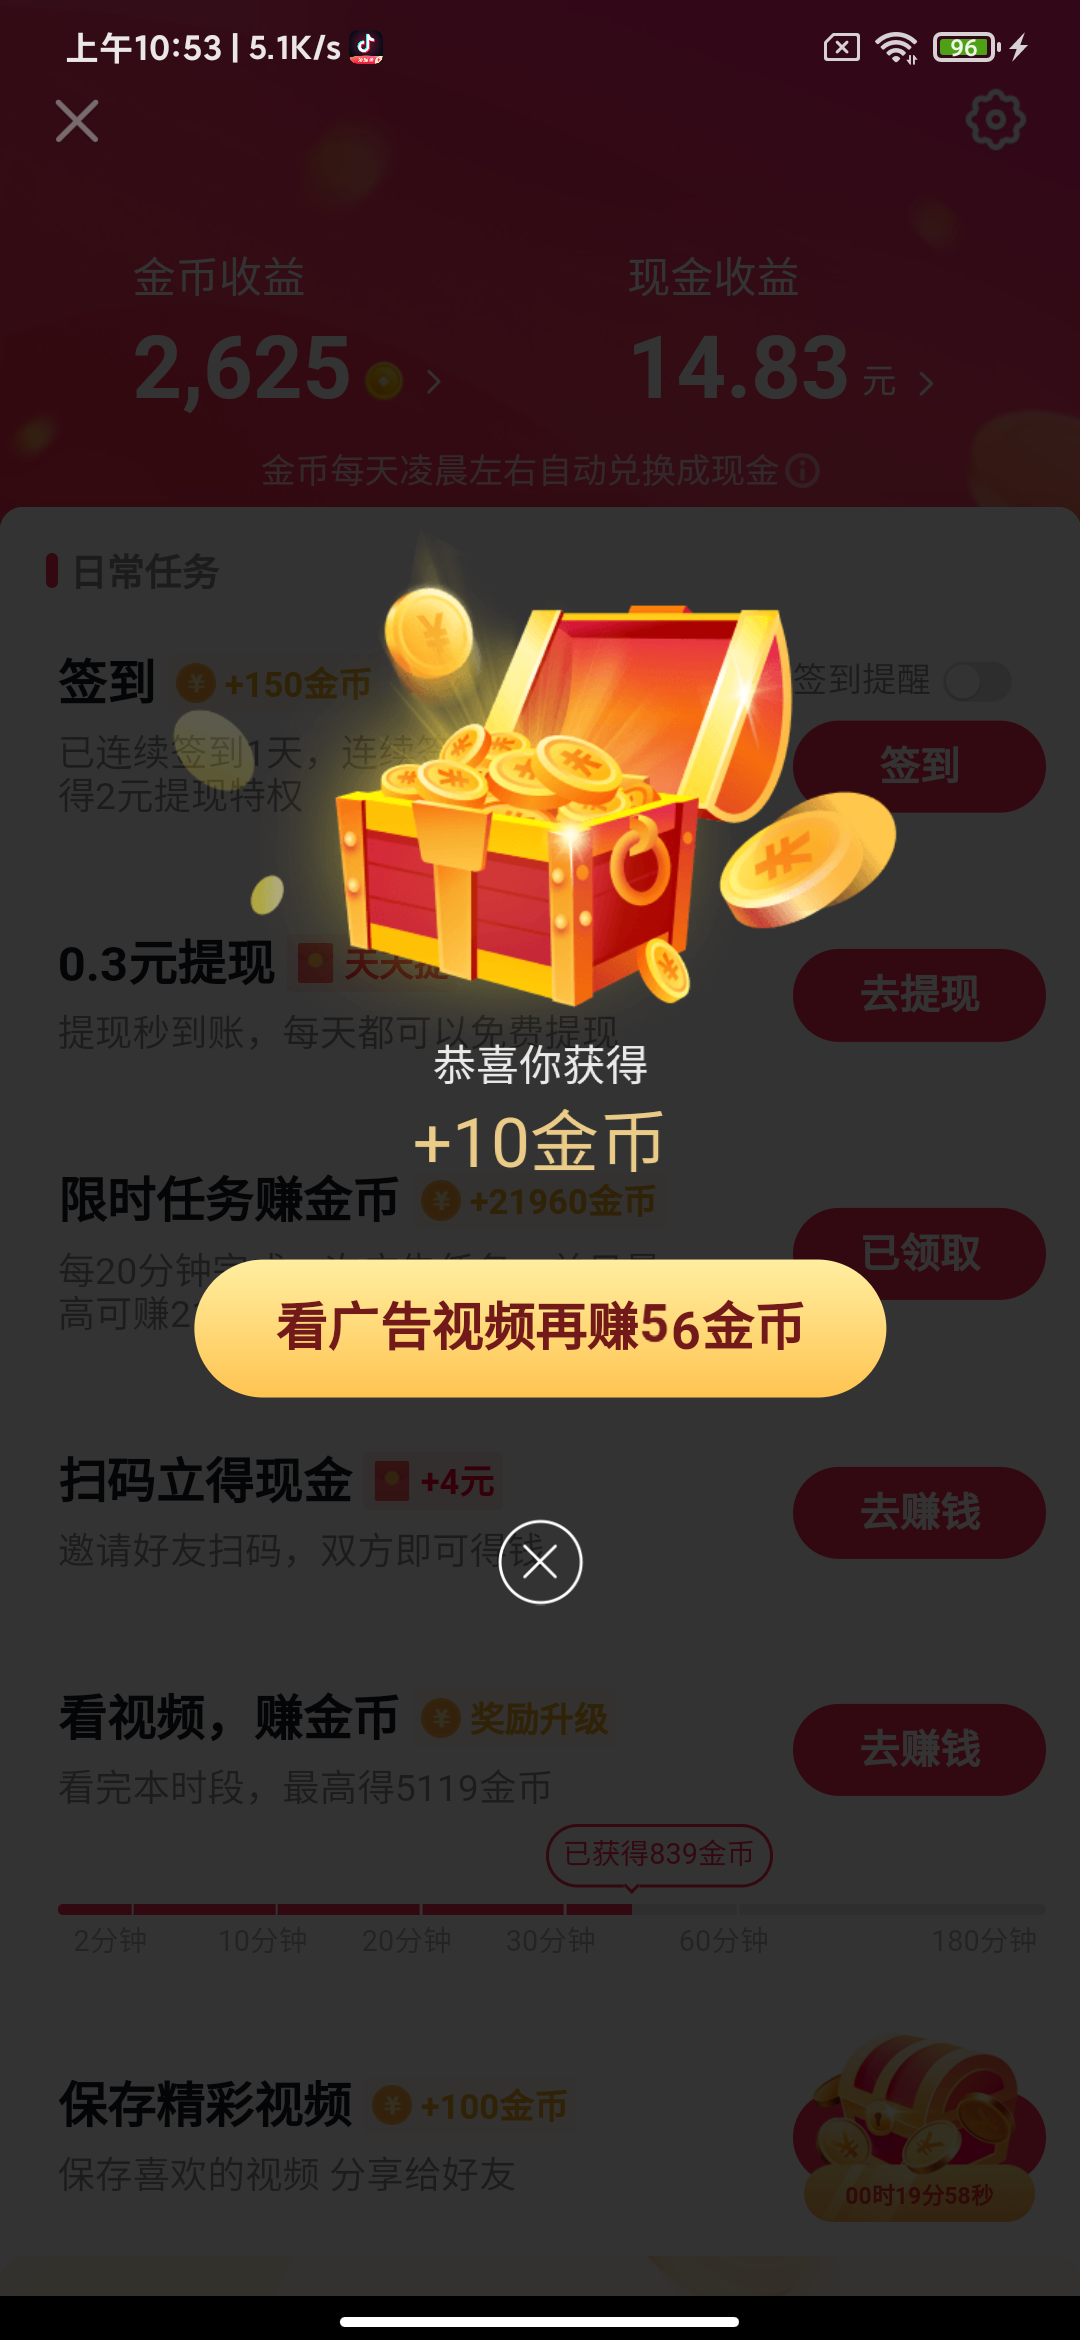 上午10:53 | 5.1K/s
96
金币收益
现金收益
2,625
14.83 元
金币每天凌晨左右自动兑换成现金
日常任务
签到 +150金币
签到提醒
已连续签到1天，连续
签到
得2元提现特权
0.3元提现 天天提
去提现
提现秒到账，每天都可以免费提现
恭喜你获得
+10金币
限时任务赚金币 +21960金币
已领取
每20分钟
高可赚2
看广告视频再赚56金币
扫码立得现金 +4元
去赚钱
邀请好友扫码，双方即可得钱
看视频，赚金币 奖励升级
去赚钱
看完本时段，最高得5119金币
已获得839金币
2分钟 10分钟 20分钟 30分钟 60分钟 180分钟
保存精彩视频 +100金币
保存喜欢的视频 分享给好友
00时19分58秒